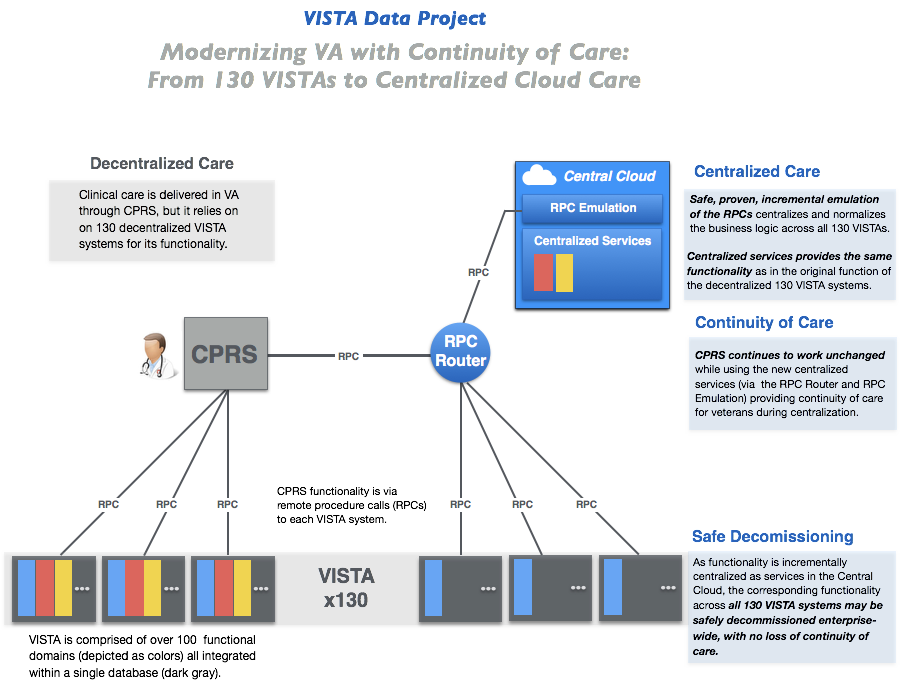 VISTA Data Project
Modernizing VA with Continuity of Care:
From 130 VISTAs to Centralized Cloud Care
Decentralized Care
Clinical care is delivered in VA
through CPRS, but it relies on
on 130 decentralized VISTA
systems for its functionality.
Central Cloud
RPC Emulation
Centralized Services
Centralized Care
Safe, proven, incremental emulation
of the RPCs centralizes and normalizes
the business logic across all 130 VISTAs.
Centralized services provides the same
functionality as in the original function of
the decentralized 130 VISTA systems.
RPC
CPRS
RPC
RPC
Router
Continuity of Care
CPRS continues to work unchanged
while using the new centralized
services (via the RPC Router and RPC
Emulation) providing continuity of care
for veterans during centralization.
CPRS functionality is via
remote procedure calls (RPCs)
to each VISTA system.
RPC
RPC
RPC
RPC
RPC
RPC
...
...
...
VISTA
x130
...
...
...
Safe Decomissioning
As functionality is incrementally
centralized as services in the Central
Cloud, the corresponding functionality
across all 130 VISTA systems may be
safely decommissioned enterprise-
wide, with no loss of continuity of
care.
VISTA is comprised of over 100 functional
domains (depicted as colors) all integrated
within a single database (dark gray).